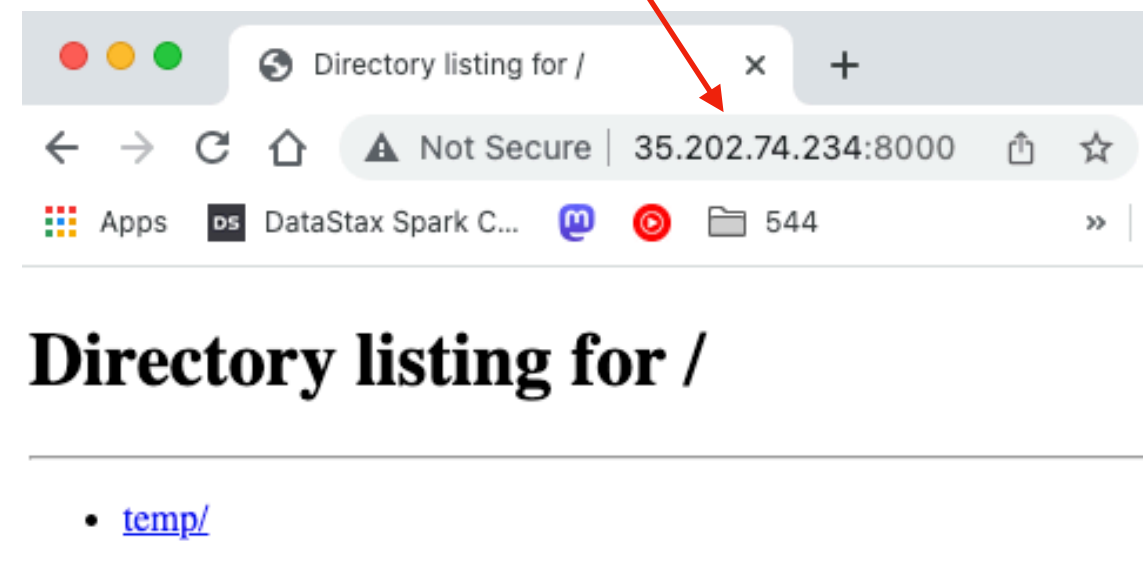 Directory listing for /
Not Secure 35.202.74.234:8000
Apps DS DataStax Spark C... 544 »
Directory listing for /
• temp/